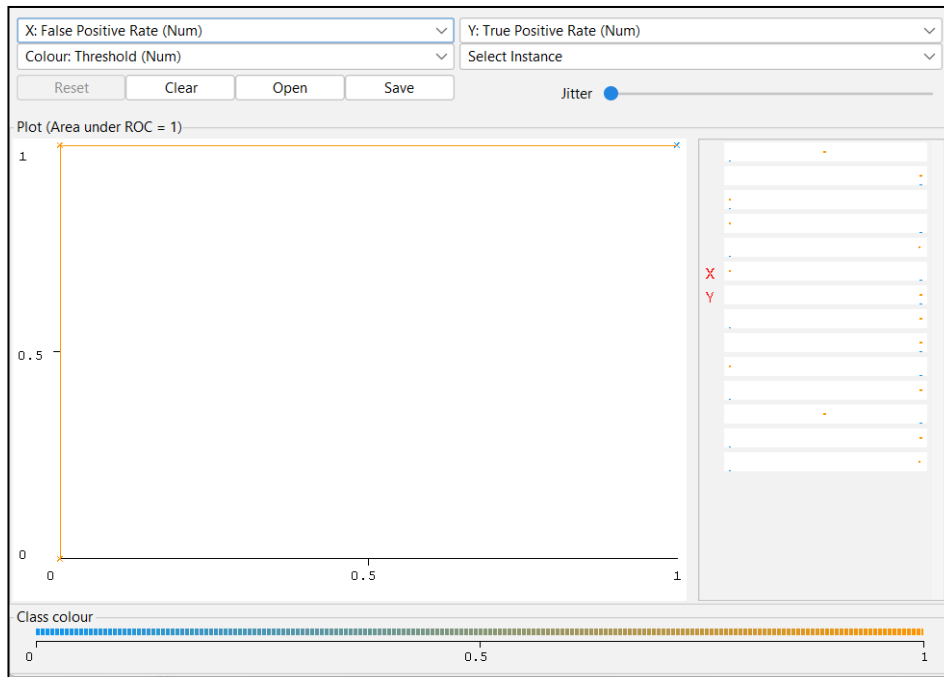 X: False Positive Rate (Num)
Y: True Positive Rate (Num)
Colour: Threshold (Num)
Select Instance
Reset
Clear
Open
Save
Jitter
Plot (Area under ROC = 1)
1
X
Y
0.5
0
0
0.5
1
Class colour
0
0.5
1